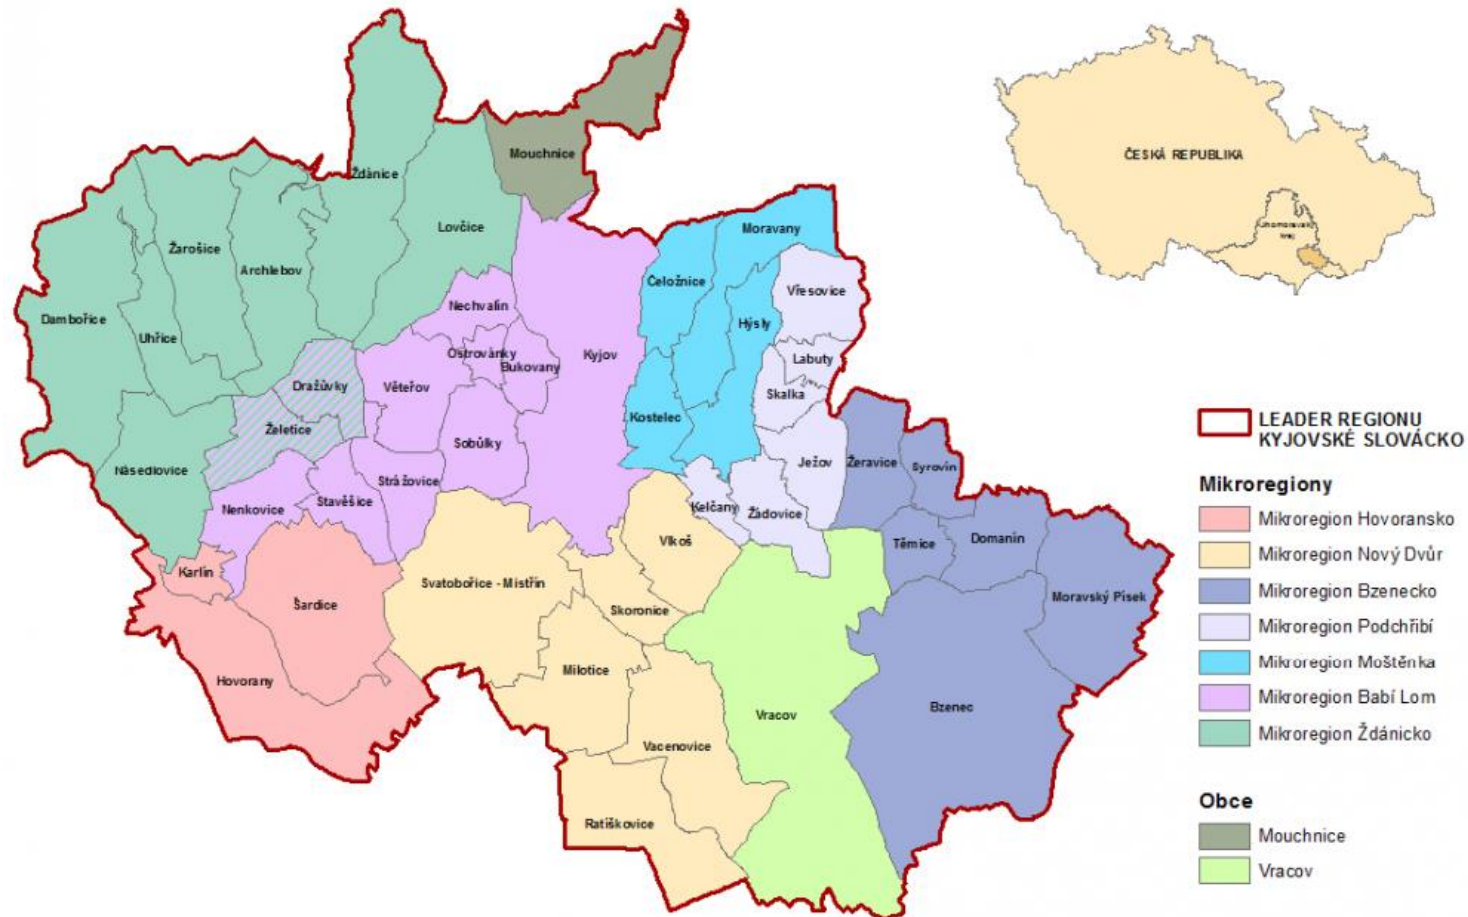 Mouchnice
Ždánice
Lovčice
Žarošice
Archlebov
Dambořice
Uhřice
Moravany
Čeložnice
Vřesovice
Hýsly
Nechvalín
Ostrovánky
Bukovany
Kyjov
Labuty
Skalka
Dražůvky
Věteřov
Želetice
Kostelec
Sobůlky
Ježov
Žeravice
Syrovín
Násedlovice
Strážovice
Stavěšice
Nenkovice
Kelčany
Žádovice
Vlkoš
Těmice
Domanín
Karlín
Šardice
Svatobořice - Mistřín
Skoronice
Moravský Písek
Hovorany
Milotice
Vracov
Bzenec
Vacenovice
Ratíškovice
ČESKÁ REPUBLIKA
LEADER REGIONU
KYJOVSKÉ SLOVÁCKO
Mikroregiony
Mikroregion Hovoransko
Mikroregion Nový Dvůr
Mikroregion Bzenecko
Mikroregion Podchřibí
Mikroregion Moštěnka
Mikroregion Babí Lom
Mikroregion Ždánicko
Obce
Mouchnice
Vracov